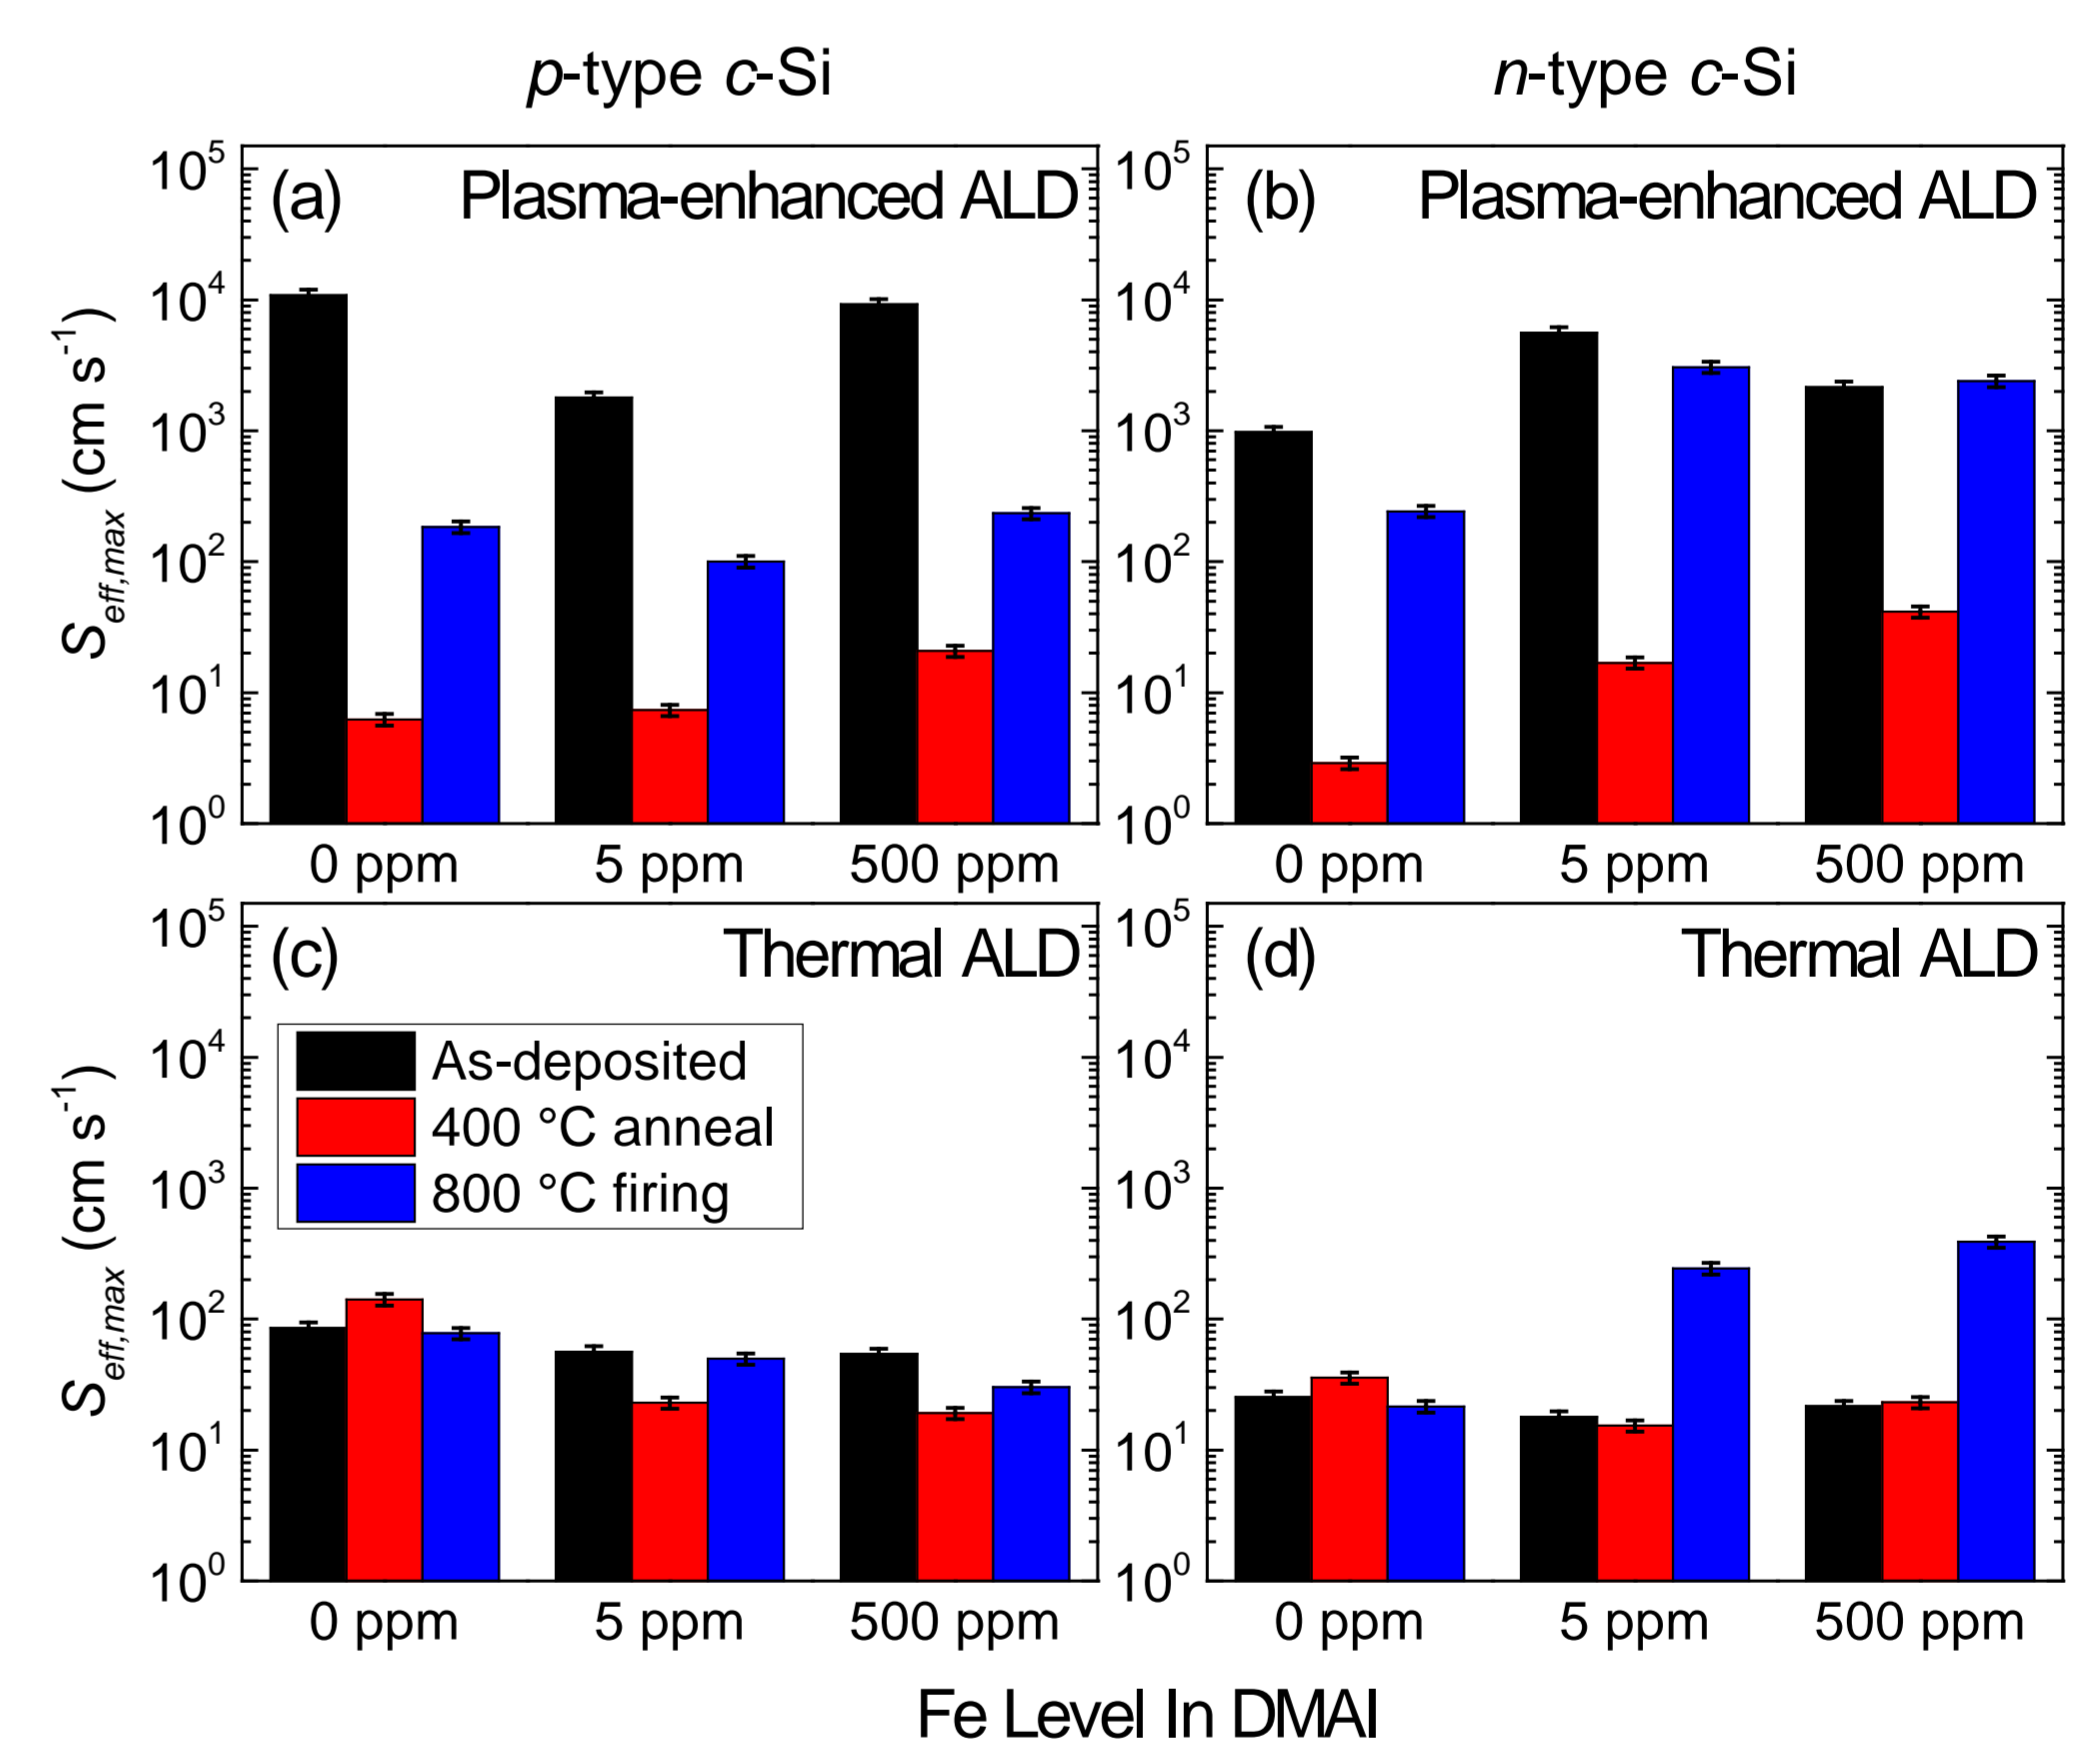 p-type c-Si
n-type c-Si
(a) Plasma-enhanced ALD
(b) Plasma-enhanced ALD
S_eff,max (cm s^-1)
10^5
10^4
10^3
10^2
10^1
10^0
10^5
10^4
10^3
10^2
10^1
10^0
0 ppm 5 ppm 500 ppm
0 ppm 5 ppm 500 ppm
(c) Thermal ALD
(d) Thermal ALD
As-deposited
400 °C anneal
800 °C firing
S_eff,max (cm s^-1)
10^5
10^4
10^3
10^2
10^1
10^0
10^5
10^4
10^3
10^2
10^1
10^0
0 ppm 5 ppm 500 ppm
0 ppm 5 ppm 500 ppm
Fe Level In DMAI